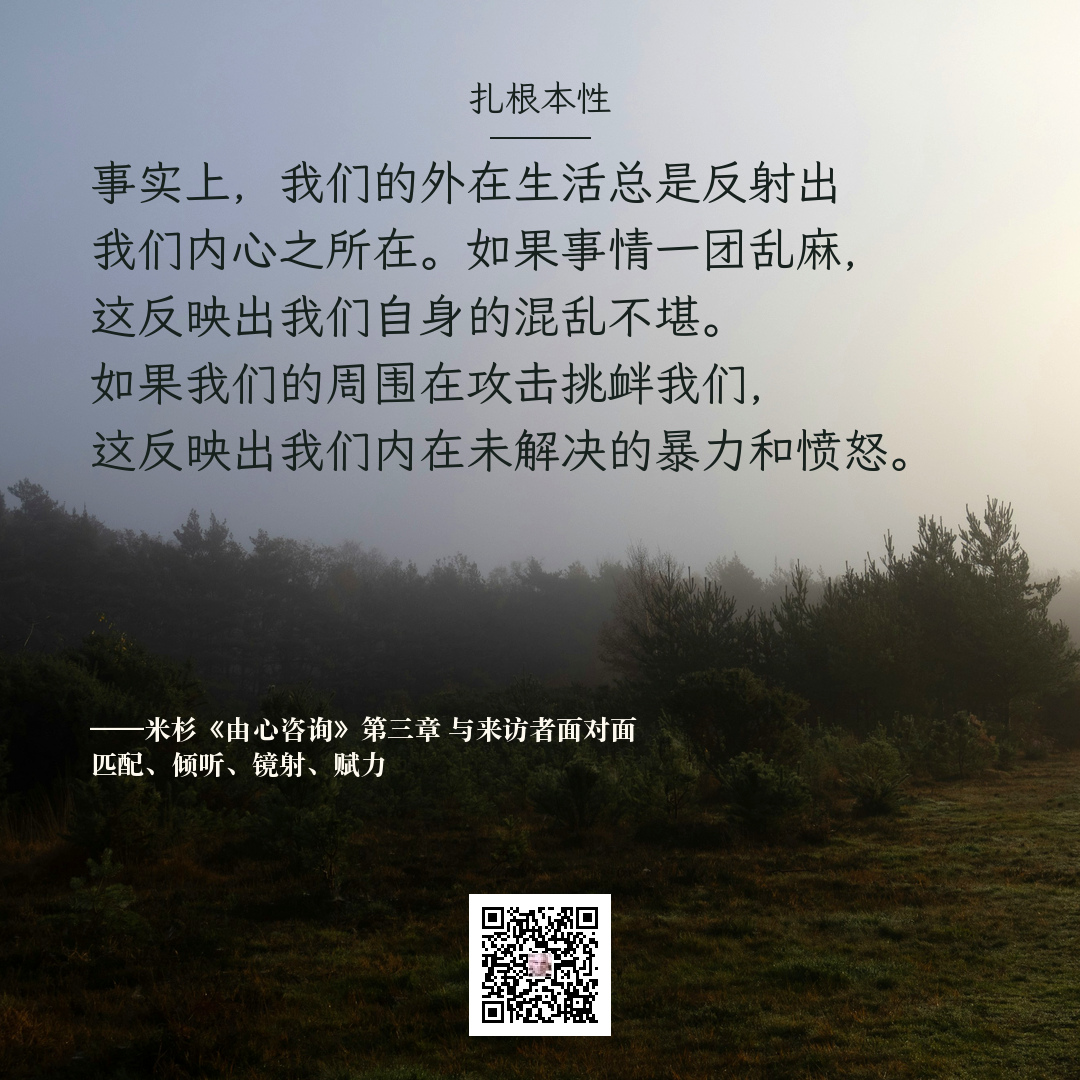 扎根本性
事实上，我们的外在生活总是反射出
我们内心之所在。如果事情一团乱麻，
这反映出我们自身的混乱不堪。
如果我们的周围在攻击挑衅我们，
这反映出我们内在未解决的暴力和愤怒。
——米杉《由心咨询》第三章 与来访者面对面
匹配、倾听、镜射、赋力